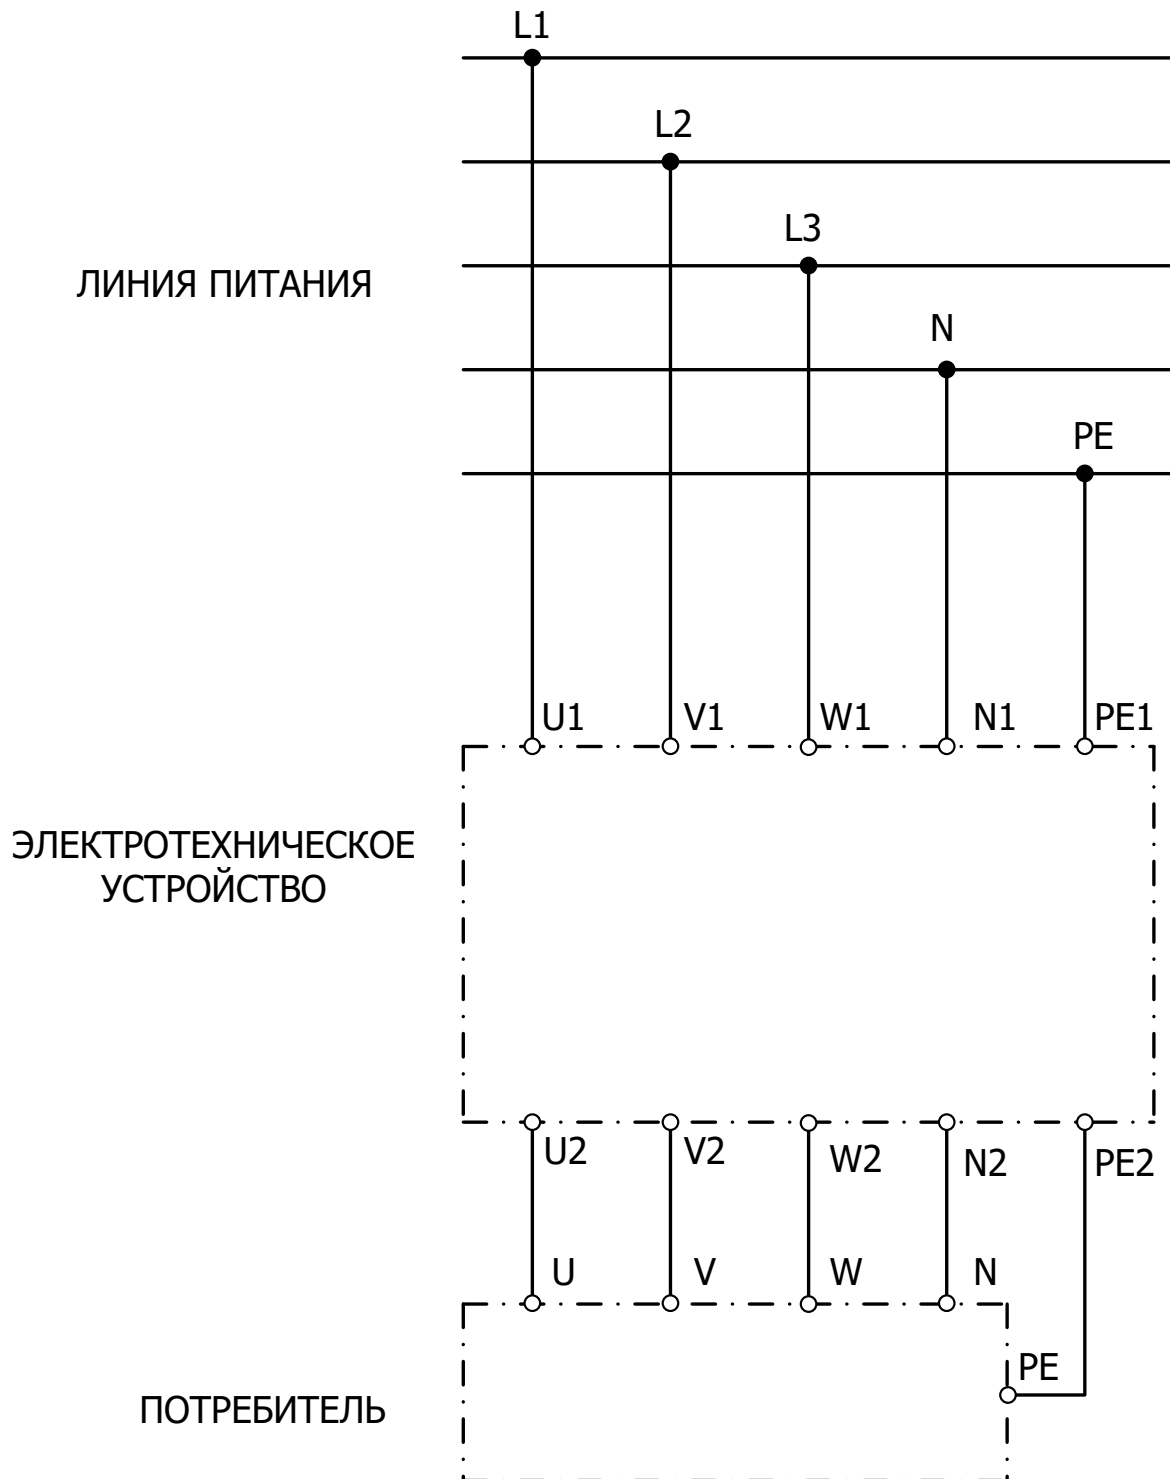 L1
L2
L3
ЛИНИЯ ПИТАНИЯ
N
PE
U1 V1 W1 N1 PE1
ЭЛЕКТРОТЕХНИЧЕСКОЕ
УСТРОЙСТВО
U2 V2 W2 N2 PE2
U V W N
PE
ПОТРЕБИТЕЛЬ